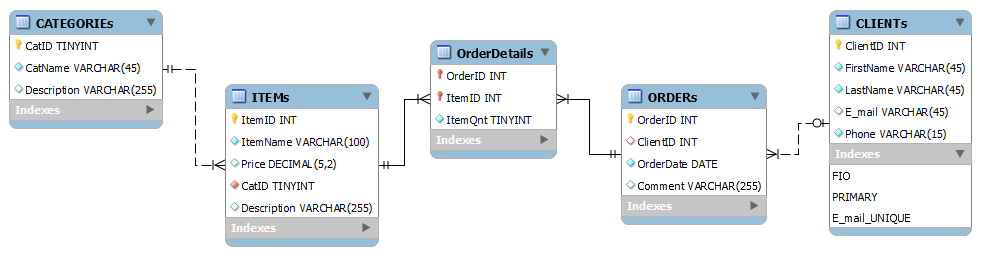 CATEGORIEs
CatID TINYINT
CatName VARCHAR(45)
Description VARCHAR(255)
Indexes
ITEMs
ItemID INT
ItemName VARCHAR(100)
Price DECIMAL(5,2)
CatID TINYINT
Description VARCHAR(255)
Indexes
OrderDetails
OrderID INT
ItemID INT
ItemQnt TINYINT
Indexes
ORDERs
OrderID INT
ClientID INT
OrderDate DATE
Comment VARCHAR(255)
Indexes
CLIENTs
ClientID INT
FirstName VARCHAR(45)
LastName VARCHAR(45)
E_mail VARCHAR(45)
Phone VARCHAR(15)
Indexes
FIO
PRIMARY
E_mail_UNIQUE